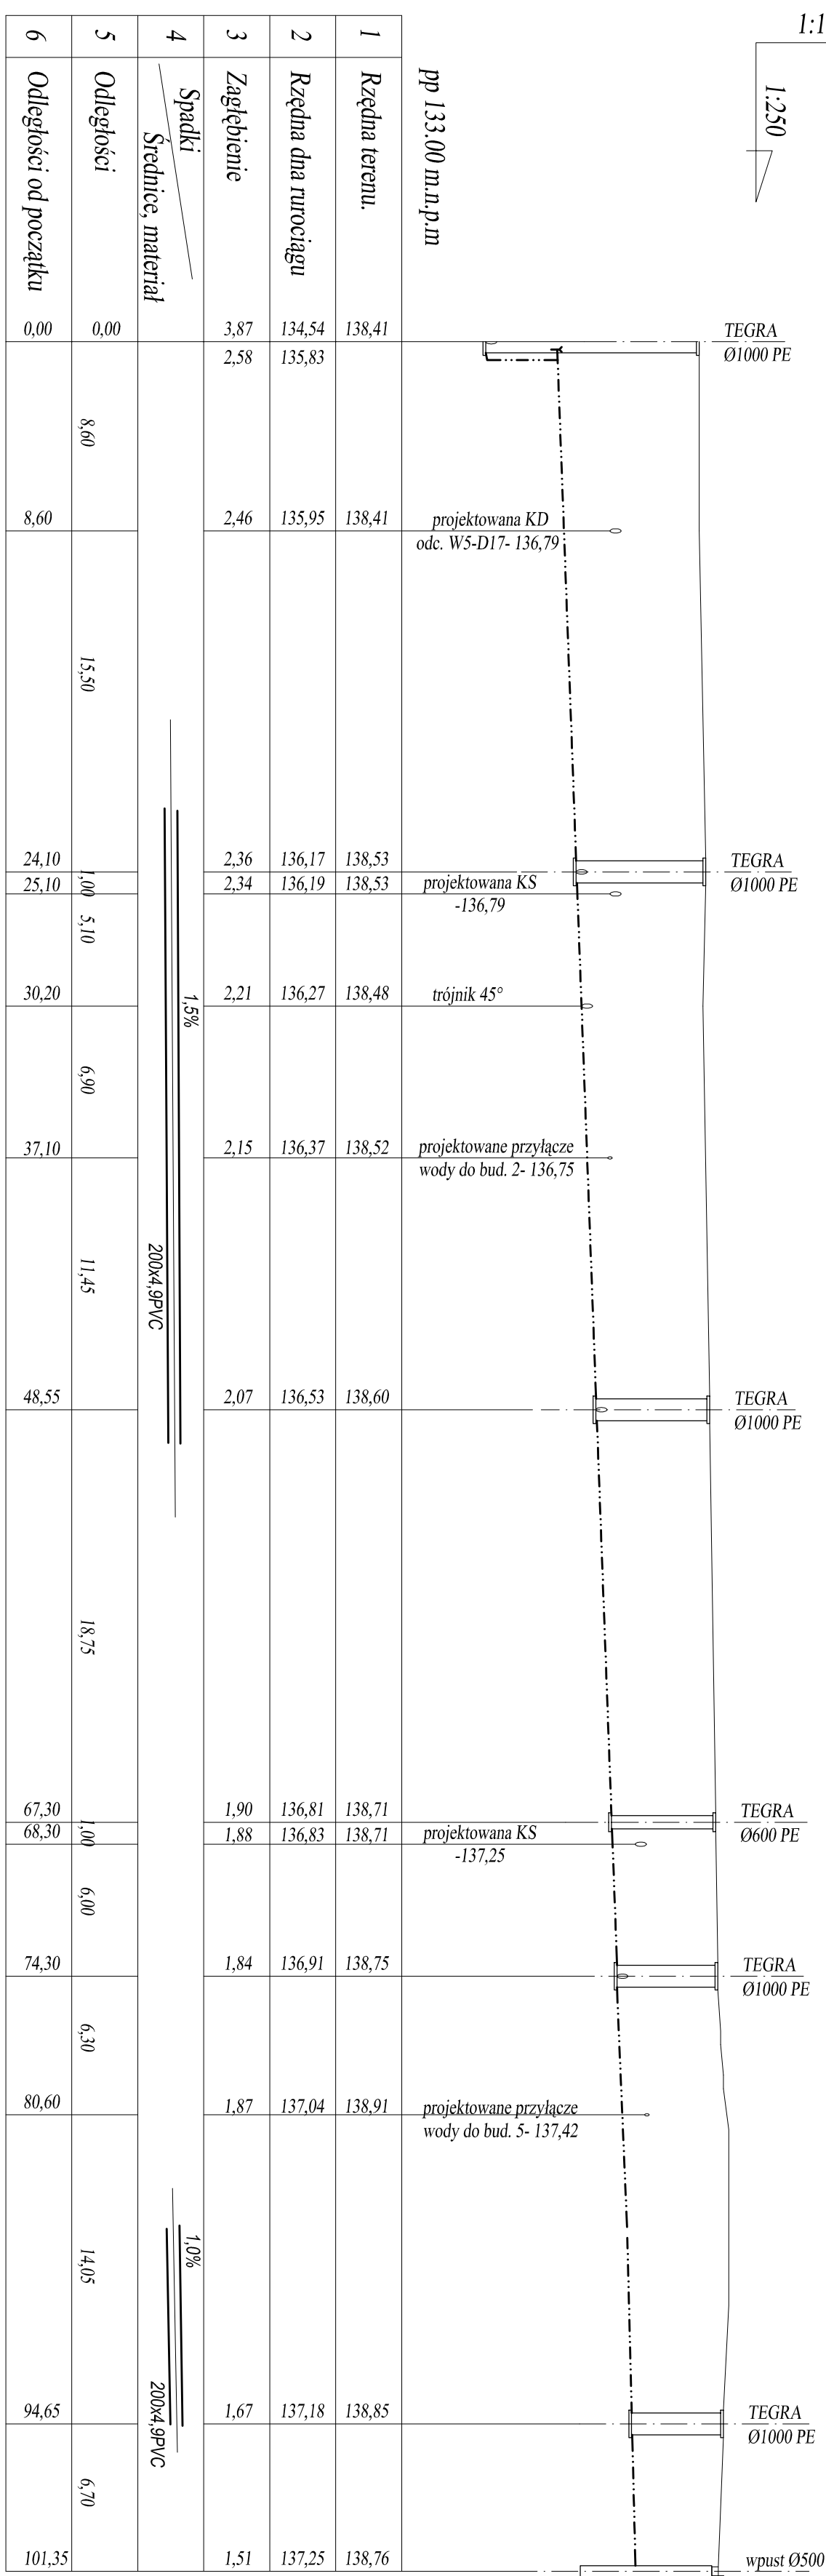 1:1
1:250
pp 133.00 m.n.p.m
1 Rzędna terenu.
2 Rzędna dna rurociągu
3 Zagłębienie
4 Spadki
Średnice, materiał
5 Odległości
6 Odległości od początku
0,00 0,00 3,87 134,54 138,41 TEGRA
2,58 135,83 Ø1000 PE
8,60
8,60 2,46 135,95 138,41 projektowana KD
odc. W5-D17- 136,79
15,50
24,10 2,36 136,17 138,53 TEGRA
Ø1000 PE
1,00
25,10 2,34 136,19 138,53 projektowana KS
-136,79
5,10
30,20 2,21 136,27 138,48 trójnik 45°
1,5%
6,90
37,10 2,15 136,37 138,52 projektowane przyłącze
wody do bud. 2- 136,75
11,45
200x4,9PVC
48,55 2,07 136,53 138,60 TEGRA
Ø1000 PE
18,75
67,30 1,90 136,81 138,71 TEGRA
Ø600 PE
1,00
68,30 1,88 136,83 138,71 projektowana KS
-137,25
6,00
74,30 1,84 136,91 138,75 TEGRA
Ø1000 PE
6,30
80,60 1,87 137,04 138,91 projektowane przyłącze
wody do bud. 5- 137,42
1,0%
14,05
200x4,9PVC
94,65 1,67 137,18 138,85 TEGRA
Ø1000 PE
6,70
101,35 1,51 137,25 138,76 wpust Ø500